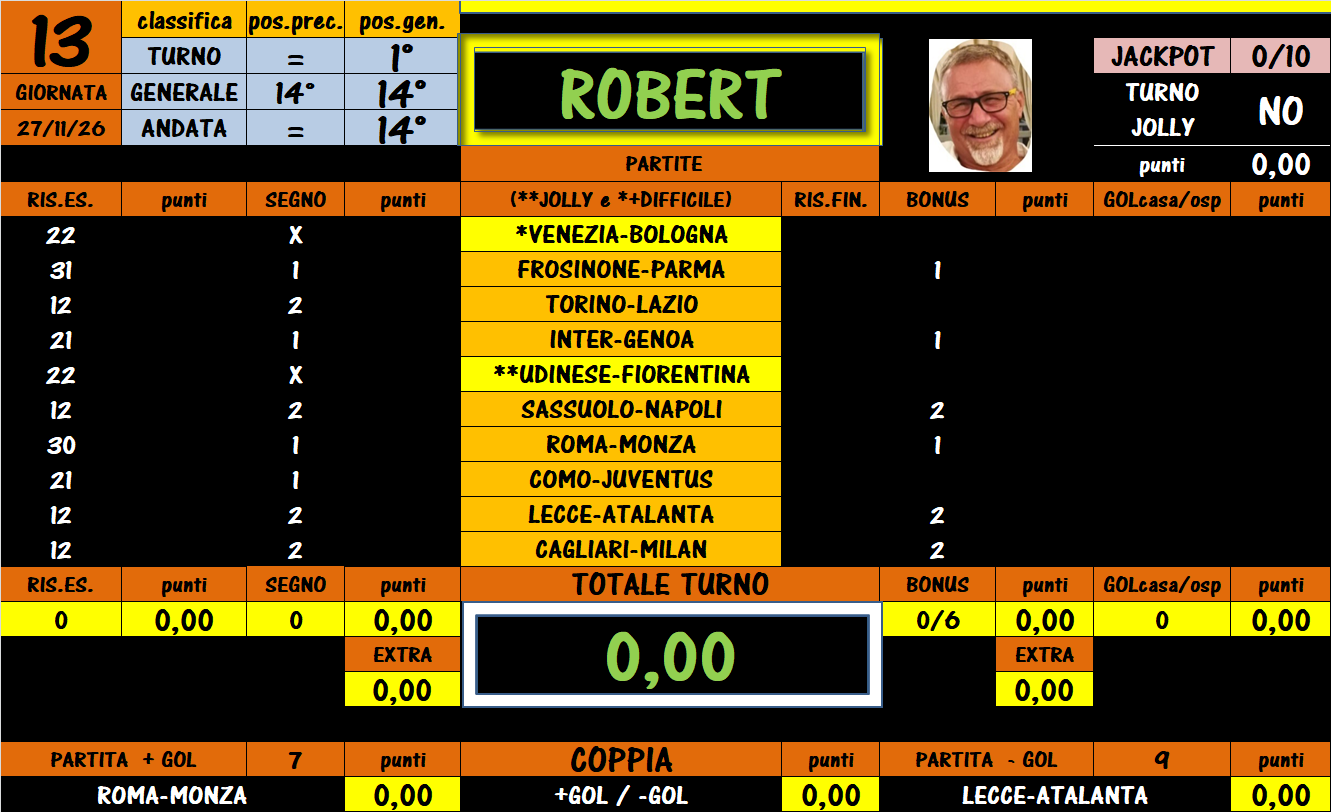 13 classifica pos.prec. pos.gen.
TURNO = 1°
ROBERT
JACKPOT 0/10
GIORNATA GENERALE 14° 14°
TURNO JOLLY NO
27/11/26 ANDATA = 14°
PARTITE
punti 0,00
RIS.ES. punti SEGNO punti (**JOLLY e *+DIFFICILE) RIS.FIN. BONUS punti GOLcasa/osp punti
22 X *VENEZIA-BOLOGNA
31 1 FROSINONE-PARMA 1
12 2 TORINO-LAZIO
21 1 INTER-GENOA 1
22 X **UDINESE-FIORENTINA
12 2 SASSUOLO-NAPOLI 2
30 1 ROMA-MONZA 1
21 1 COMO-JUVENTUS
12 2 LECCE-ATALANTA 2
12 2 CAGLIARI-MILAN 2
RIS.ES. punti SEGNO punti TOTALE TURNO BONUS punti GOLcasa/osp punti
0 0,00 0 0,00 0/6 0,00 0 0,00
EXTRA 0,00 EXTRA
0,00 0,00
PARTITA + GOL 7 punti COPPIA punti PARTITA - GOL 9 punti
ROMA-MONZA 0,00 +GOL / -GOL 0,00 LECCE-ATALANTA 0,00